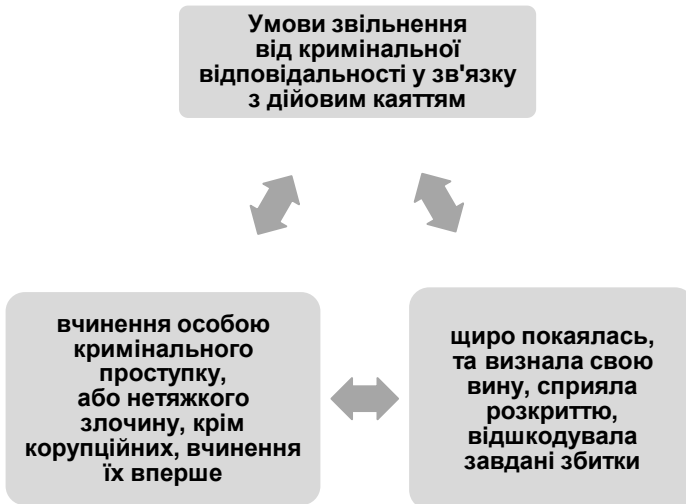 Умови звільнення
від кримінальної
відповідальності у зв'язку
з дійовим каяттям
вчинення особою
кримінального
проступку,
або нетяжкого
злочину, крім
корупційних, вчинення
їх вперше
щиро покаялась,
та визнала свою
вину, сприяла
розкриттю,
відшкодувала
завдані збитки